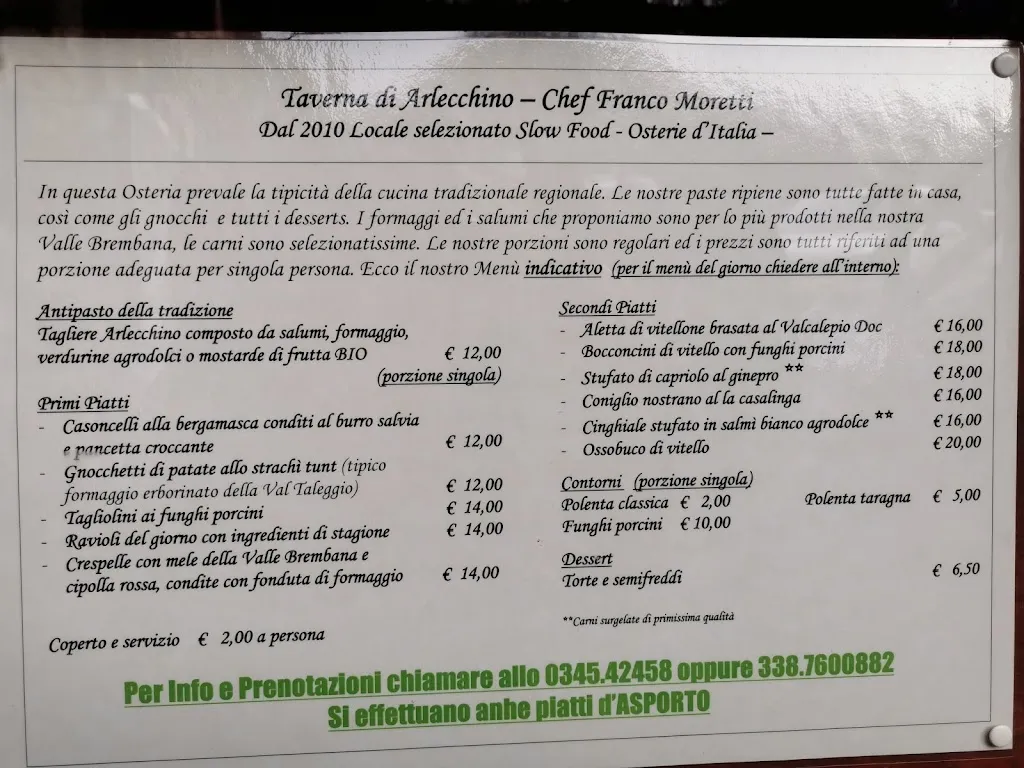 Taverna di Arlecchino – Chef Franco Moretti
Dal 2010 Locale selezionato Slow Food - Osterie d'Italia –
In questa Osteria prevale la tipicità della cucina tradizionale regionale. Le nostre paste ripiene sono tutte fatte in casa,
così come gli gnocchi e tutti i desserts. I formaggi ed i salumi che proponiamo sono per lo più prodotti nella nostra
Valle Brembana, le carni sono selezionatissime. Le nostre porzioni sono regolari ed i prezzi sono tutti riferiti ad una
porzione adeguata per singola persona. Ecco il nostro Menù indicativo (per il menù del giorno chiedere all'interno):
Antipasto della tradizione
Tagliere Arlecchino composto da salumi, formaggio,
verdurine agrodolci o mostarde di frutta BIO € 12,00
(porzione singola)
Primi Piatti
- Casoncelli alla bergamasca conditi al burro salvia
e pancetta croccante € 12,00
- Gnocchetti di patate allo strachì tunt (tipico
formaggio erborinato della Val Taleggio) € 12,00
- Tagliolini ai funghi porcini € 14,00
- Ravioli del giorno con ingredienti di stagione € 14,00
- Crespelle con mele della Valle Brembana e
cipolla rossa, condite con fonduta di formaggio € 14,00
Coperto e servizio € 2,00 a persona
Secondi Piatti
- Aletta di vitellone brasata al Valcalepio Doc € 16,00
- Bocconcini di vitello con funghi porcini € 18,00
- Stufato di capriolo al ginepro ** € 18,00
- Coniglio nostrano al la casalinga € 16,00
- Cinghiale stufato in salmì bianco agrodolce ** € 16,00
- Ossobuco di vitello € 20,00
Contorni (porzione singola)
Polenta classica € 2,00 Polenta taragna € 5,00
Funghi porcini € 10,00
Dessert
Torte e semifreddi € 6,50
**Carni surgelate di primissima qualità
Per Info e Prenotazioni chiamare allo 0345.42458 oppure 338.7600882
Si effettuano anhe piatti d'ASPORTO